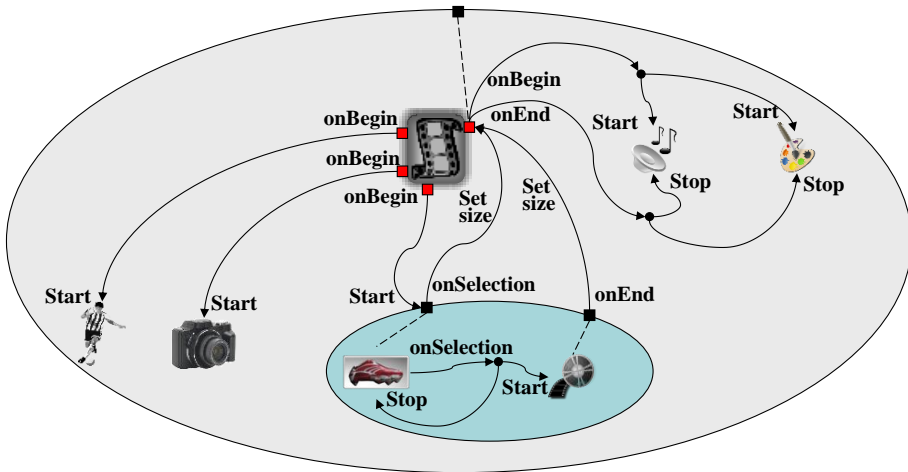 onBegin
onEnd
onBegin
onBegin
onBegin
Start
Start
Stop
Stop
Set
size
Set
size
Start
Start
Start
onSelection
onEnd
onSelection
Start
Stop